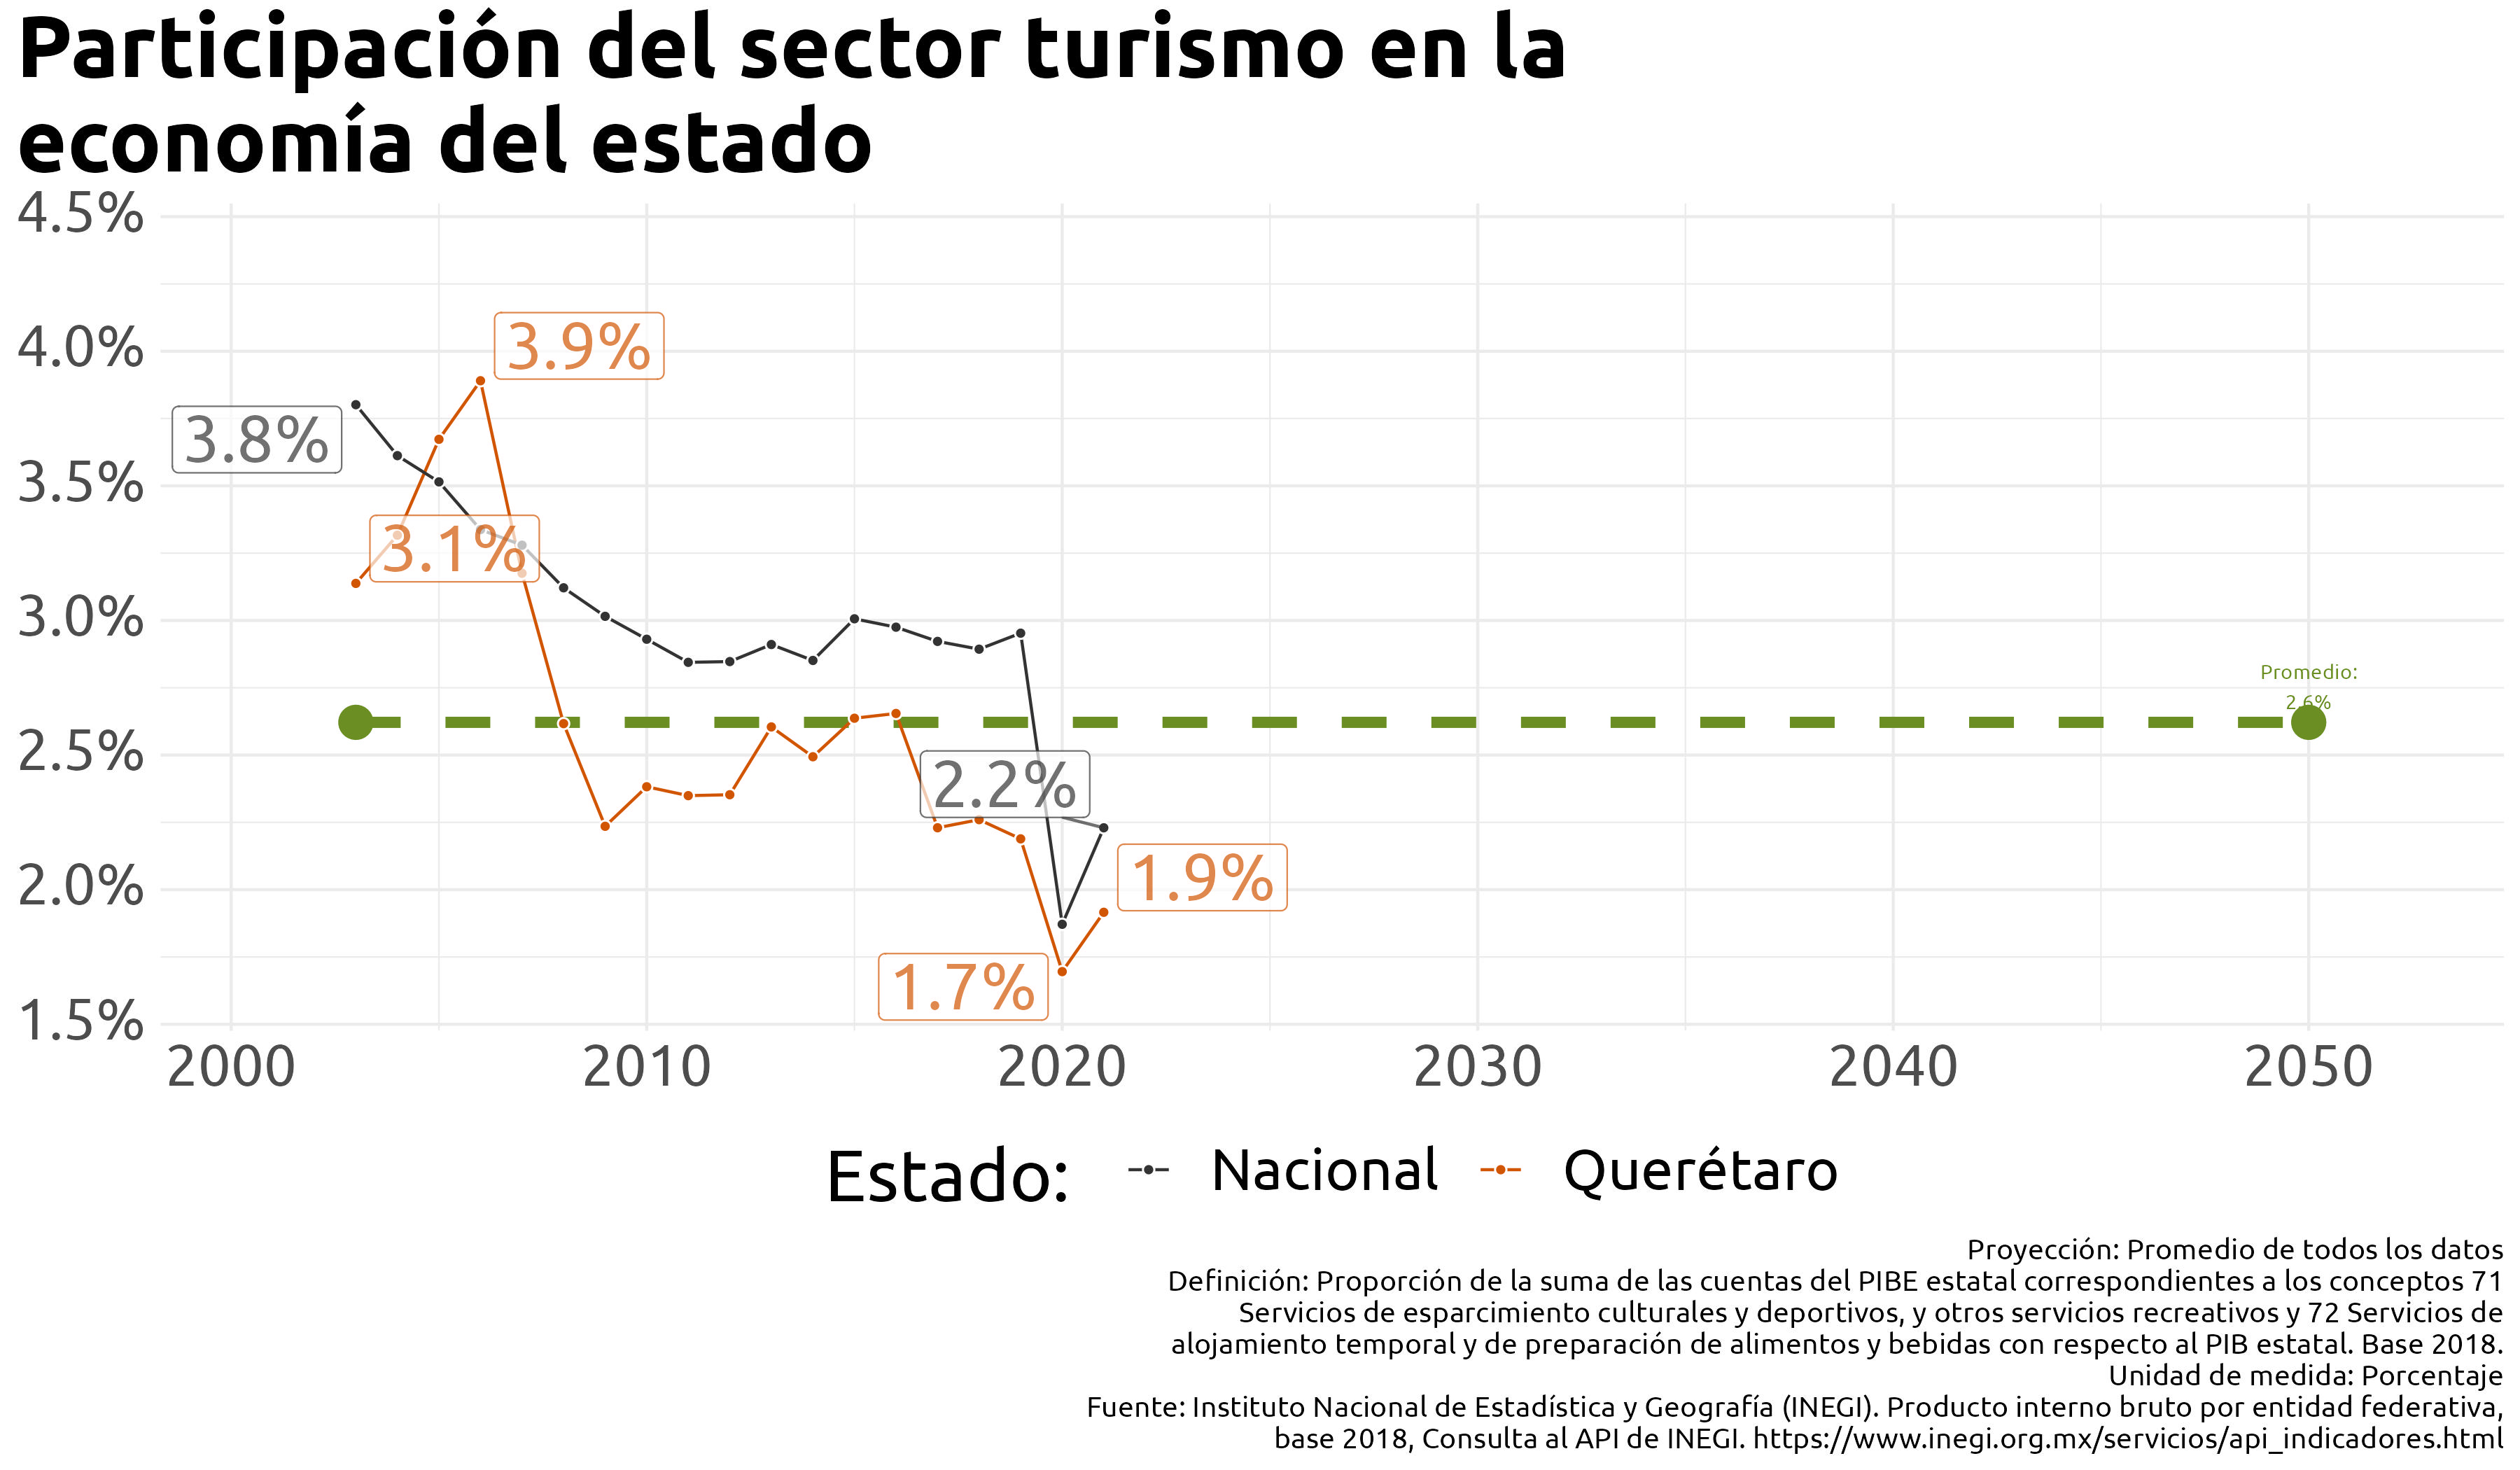 Participación del sector turismo en la
economía del estado
4.5%
4.0%
3.5%
3.0%
2.5%
2.0%
1.5%
3.9%
3.8%
3.1%
Promedio:
2.6%
2.2%
1.9%
1.7%
2000
2010
2020
2030
2040
2050
Estado:
Nacional
Querétaro
Proyección: Promedio de todos los datos
Definición: Proporción de la suma de las cuentas del PIBE estatal correspondientes a los conceptos 71
Servicios de esparcimiento culturales y deportivos, y otros servicios recreativos y 72 Servicios de
alojamiento temporal y de preparación de alimentos y bebidas con respecto al PIB estatal. Base 2018.
Unidad de medida: Porcentaje
Fuente: Instituto Nacional de Estadística y Geografía (INEGI). Producto interno bruto por entidad federativa,
base 2018, Consulta al API de INEGI. https://www.inegi.org.mx/servicios/api_indicadores.html